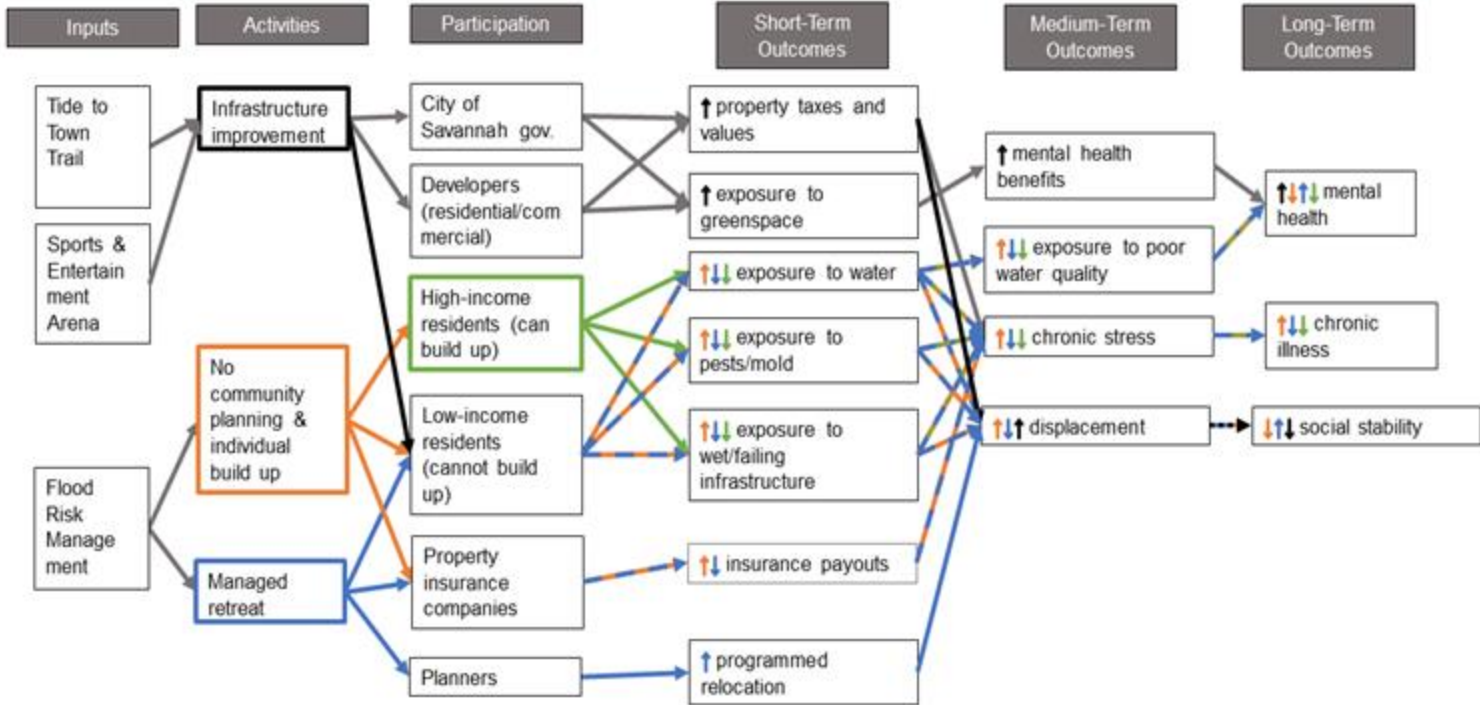 Inputs
Activities
Participation
Short-Term
Outcomes
Medium-Term
Outcomes
Long-Term
Outcomes
Tide to
Town
Trail
Sports &
Entertain
ment
Arena
Flood
Risk
Manage
ment
Infrastructure
improvement
No
community
planning &
individual
build up
Managed
retreat
City of
Savannah gov.
Developers
(residential/com
mercial)
High-income
residents (can
build up)
Low-income
residents
(cannot build
up)
Property
insurance
companies
Planners
↑ property taxes and
values
↑ exposure to
greenspace
↑↓↓ exposure to water
↑↓↓ exposure to
pests/mold
↑↓↓ exposure to
wet/failing
infrastructure
↑↓ insurance payouts
↑ programmed
relocation
↑ mental health
benefits
↑↓↓ exposure to poor
water quality
↑↓↓ chronic stress
↑↓↑ displacement
↑↓↑↓ mental
health
↑↓↓ chronic
illness
↓↑↓ social stability